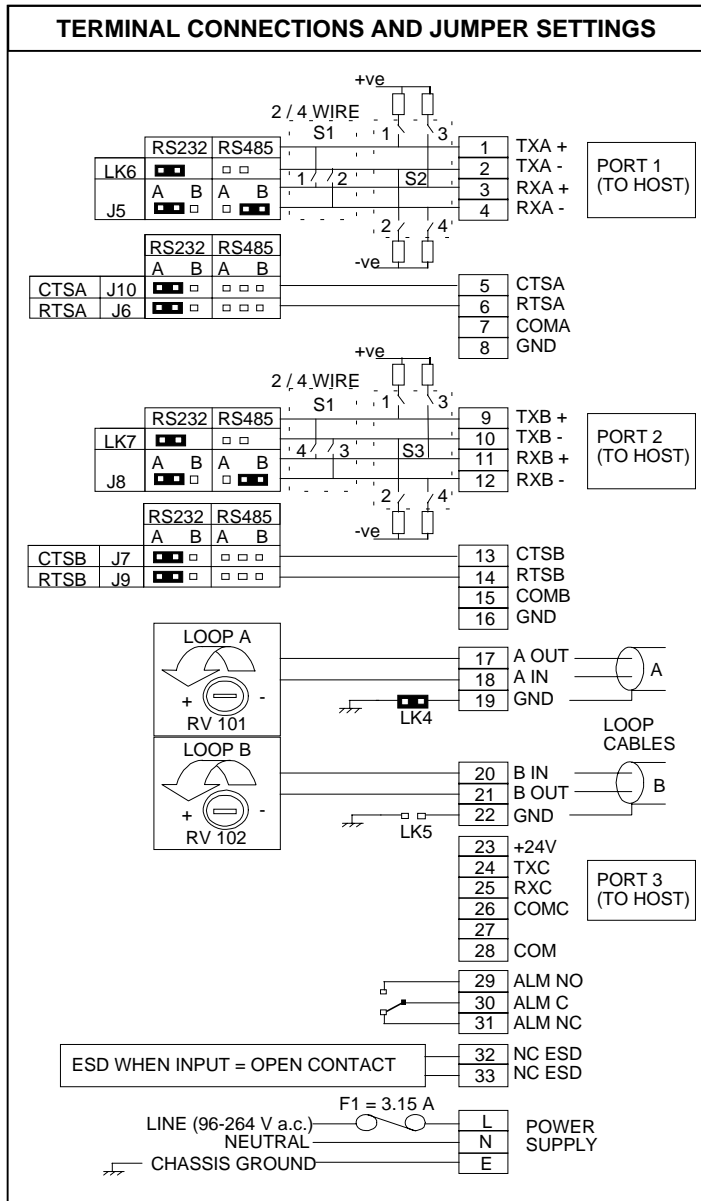 TERMINAL CONNECTIONS AND JUMPER SETTINGS
+ve
2 / 4 WIRE
S1 1 3
RS232 RS485
1 TXA +
LK6 2 TXA -
A B A B 1 2 S2 3 RXA +
J5 4 RXA -
PORT 1
(TO HOST)
2 4
-ve
RS232 RS485
A B A B
CTSA J10 5 CTSA
RTSA J6 6 RTSA
7 COMA
8 GND
+ve
2 / 4 WIRE
S1 1 3
RS232 RS485
9 TXB +
LK7 10 TXB -
A B A B 4 3 S3 11 RXB +
J8 12 RXB -
PORT 2
(TO HOST)
2 4
-ve
RS232 RS485
A B A B
CTSB J7 13 CTSB
RTSB J9 14 RTSB
15 COMB
16 GND
LOOP A
+ -
RV 101
17 A OUT
18 A IN
19 GND
LK4
A
LOOP
CABLES
LOOP B
+ -
RV 102
20 B IN
21 B OUT
22 GND
LK5
B
23 +24V
24 TXC
25 RXC
26 COMC
27
28 COM
PORT 3
(TO HOST)
29 ALM NO
30 ALM C
31 ALM NC
ESD WHEN INPUT = OPEN CONTACT
32 NC ESD
33 NC ESD
F1 = 3.15 A
LINE (96-264 V a.c.) L
NEUTRAL N
CHASSIS GROUND E
POWER
SUPPLY